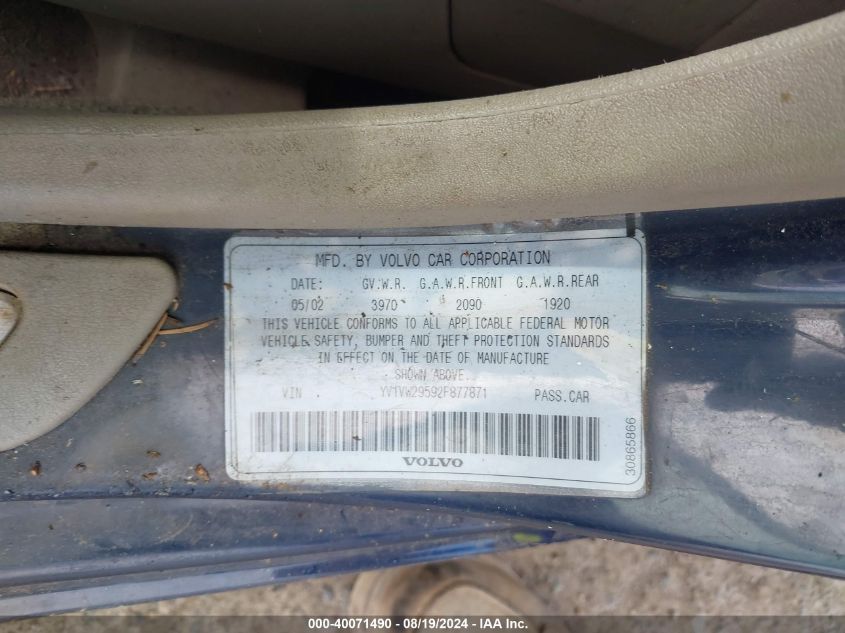 MFD. BY VOLVO CAR CORPORATION
DATE: GV.W.R. G.A.W.R.FRONT G.A.W.R.REAR
05/02 3970 2090 1920
THIS VEHICLE CONFORMS TO ALL APPLICABLE FEDERAL MOTOR
VEHICLE SAFETY, BUMPER AND THEFT PROTECTION STANDARDS
IN EFFECT ON THE DATE OF MANUFACTURE
SHOWN ABOVE.
VIN YV1VW29592F877871 PASS.CAR
VOLVO
30865866
000-40071490 - 08/19/2024 - IAA Inc.